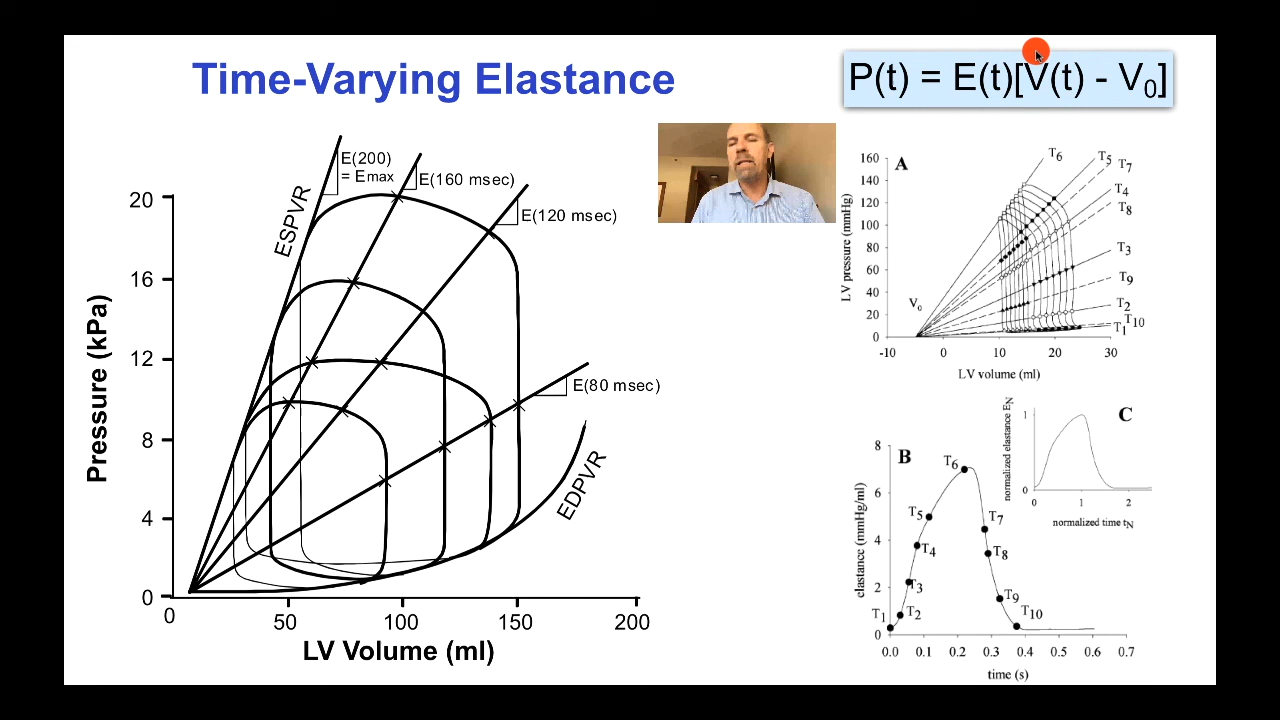 Time-Varying Elastance
P(t) = E(t)[V(t) - V₀]
E(200)
= Emax
E(160 msec)
E(120 msec)
E(80 msec)
ESPVR
EDPVR
Pressure (kPa)
20
16
12
8
4
0
0
50
100
150
200
LV Volume (ml)
A
LV pressure (mmHg)
160
140
120
100
80
60
40
20
0
-10
0
10
20
30
LV volume (ml)
V₀
T₆
T₅
T₇
T₄
T₈
T₃
T₉
T₂
T₁₀
T₁
B
elastance (mmHg/ml)
8
6
4
2
0
T₆
T₅
T₇
T₄
T₈
T₃
T₉
T₁
T₂
T₁₀
0.0
0.1
0.2
0.3
0.4
0.5
0.6
0.7
time (s)
C
normalized elastance E_N
1
0
0
1
2
normalized time t_N